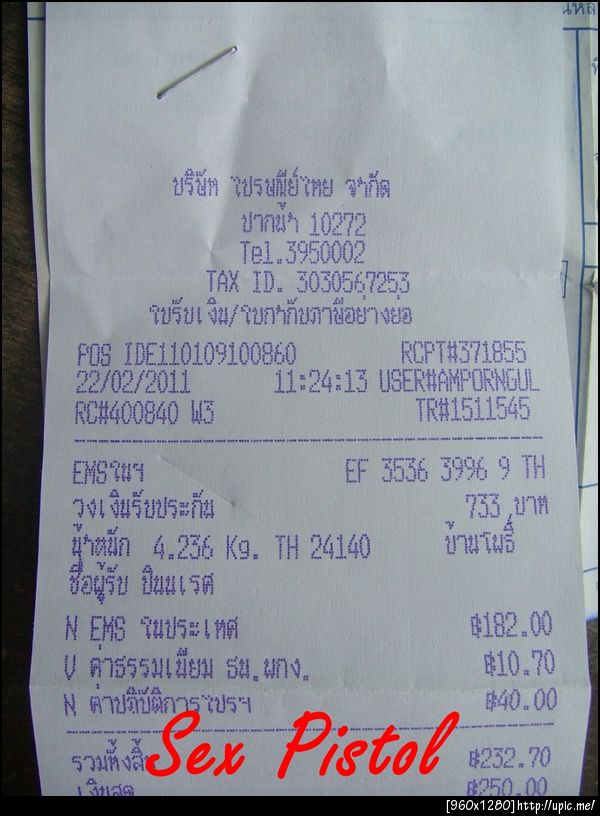 บริษัท ไปรษณีย์ไทย จำกัด
ปากน้ำ 10272
Tel.3950002
TAX ID. 3030567253
ใบรับเงิน/ใบกำกับภาษีอย่างย่อ
POS IDE110109100860 RCPT#371855
22/02/2011 11:24:13 USER#AMPORNGUL
RC#400840 W3 TR#1511545
EMSในฯ EF 3536 3996 9 TH
วงเงินรับประกัน 733 บาท
น้ำหนัก 4.236 Kg. TH 24140 บ้านโพธิ์
ชื่อผู้รับ ปิ่นนเรศ
N EMS ในประเทศ ฿182.00
V ค่าธรรมเนียม ธน.ผกง. ฿10.70
N ค่าปฏิบัติการไปรฯ ฿40.00
รวมทั้งสิ้น ฿232.70
Sex Pistol
เงินสด ฿250.00
[960x1280]http://upic.me/